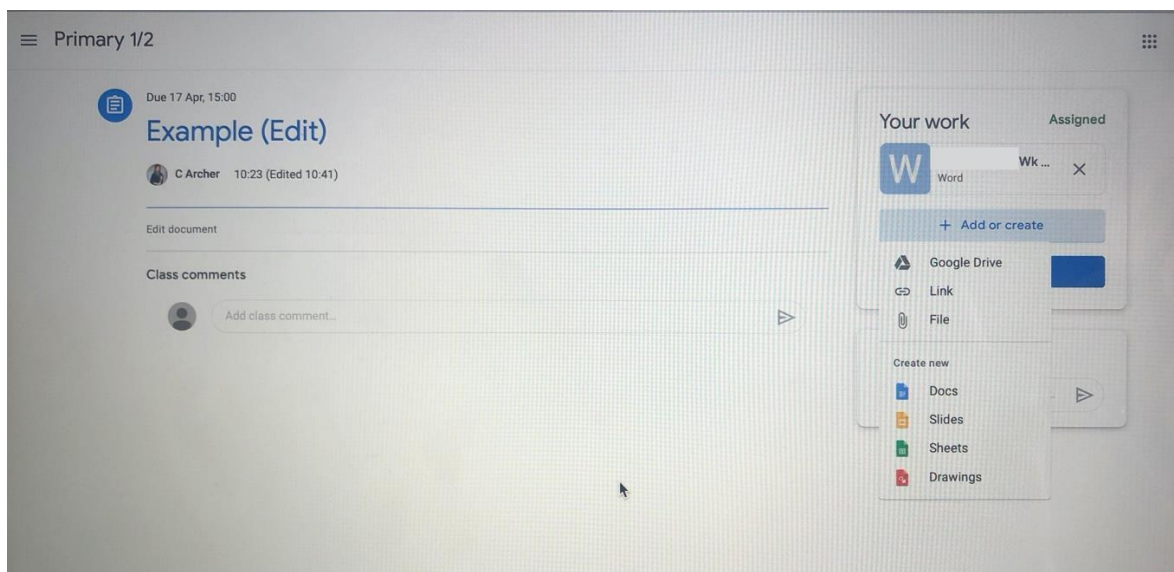 Primary 1/2
Due 17 Apr, 15:00
Example (Edit)
C Archer 10:23 (Edited 10:41)
Edit document
Class comments
Add class comment...
Your work Assigned
W
Wk ...
Word
+ Add or create
Google Drive
Link
File
Create new
Docs
Slides
Sheets
Drawings